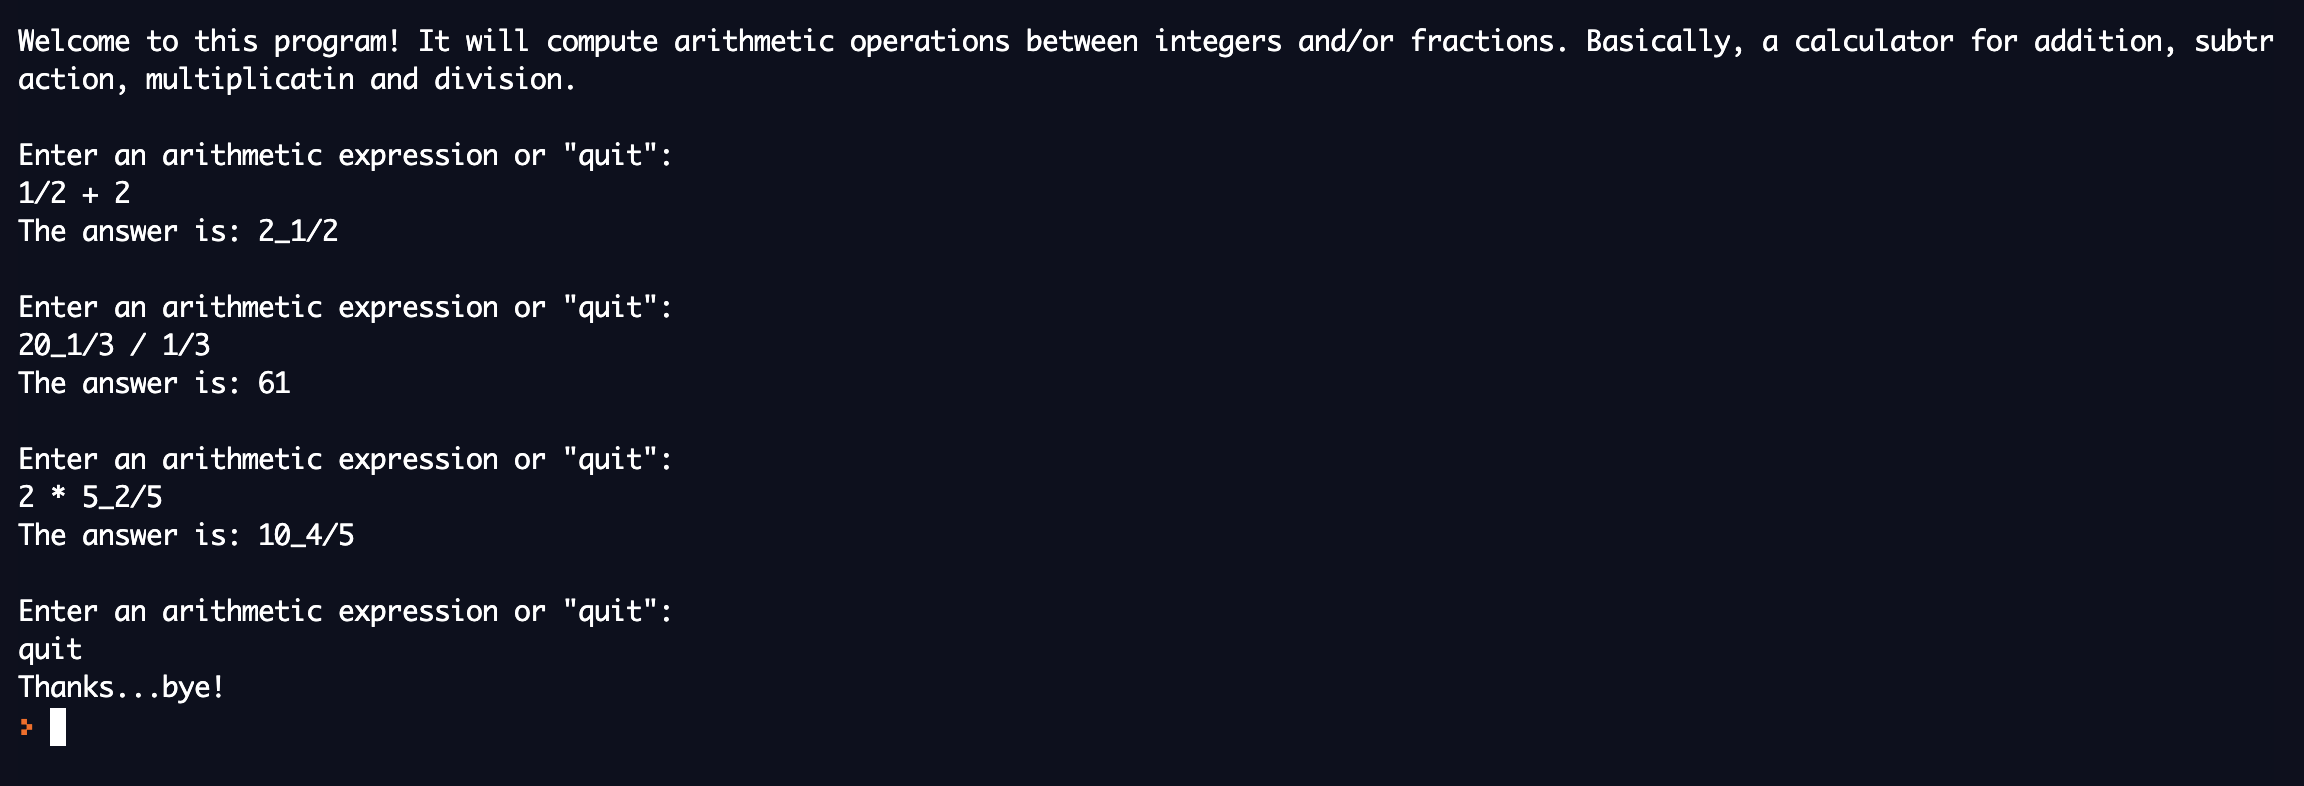 Welcome to this program! It will compute arithmetic operations between integers and/or fractions. Basically, a calculator for addition, subtr
action, multiplicatin and division.
Enter an arithmetic expression or "quit":
1/2 + 2
The answer is: 2_1/2
Enter an arithmetic expression or "quit":
20_1/3 / 1/3
The answer is: 61
Enter an arithmetic expression or "quit":
2 * 5_2/5
The answer is: 10_4/5
Enter an arithmetic expression or "quit":
quit
Thanks...bye!